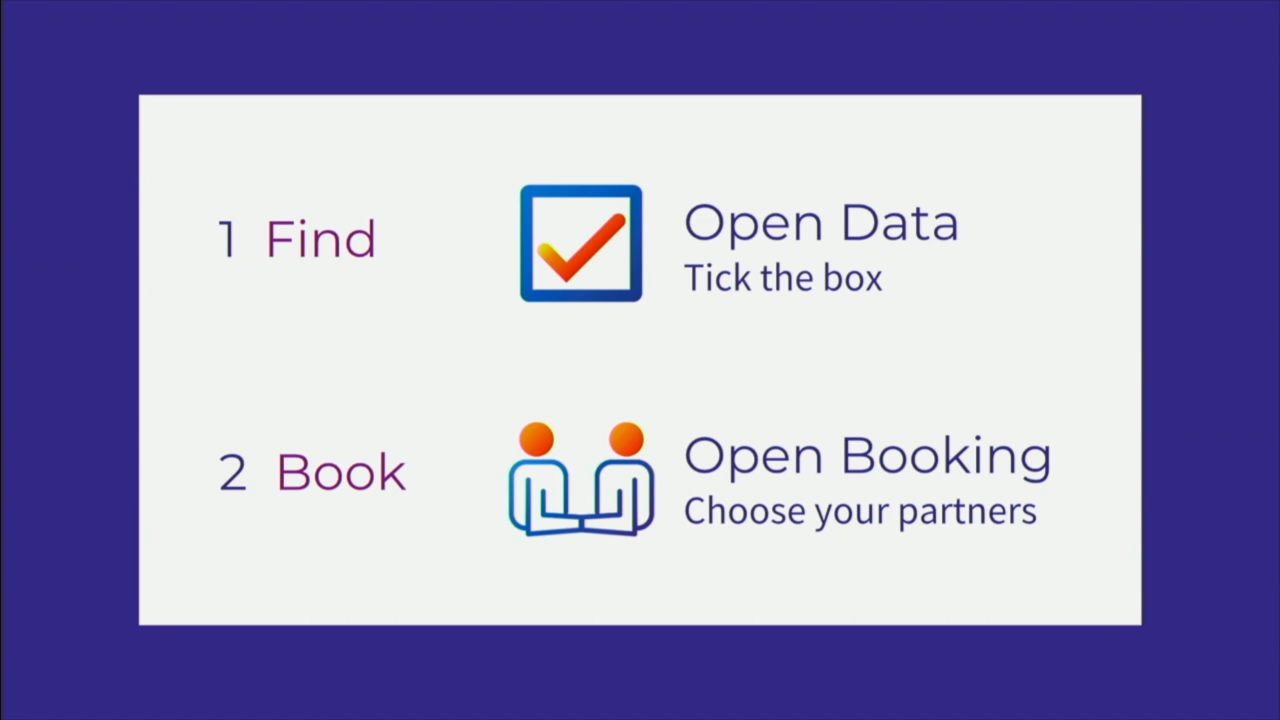 1 Find
Open Data
Tick the box
2 Book
Open Booking
Choose your partners